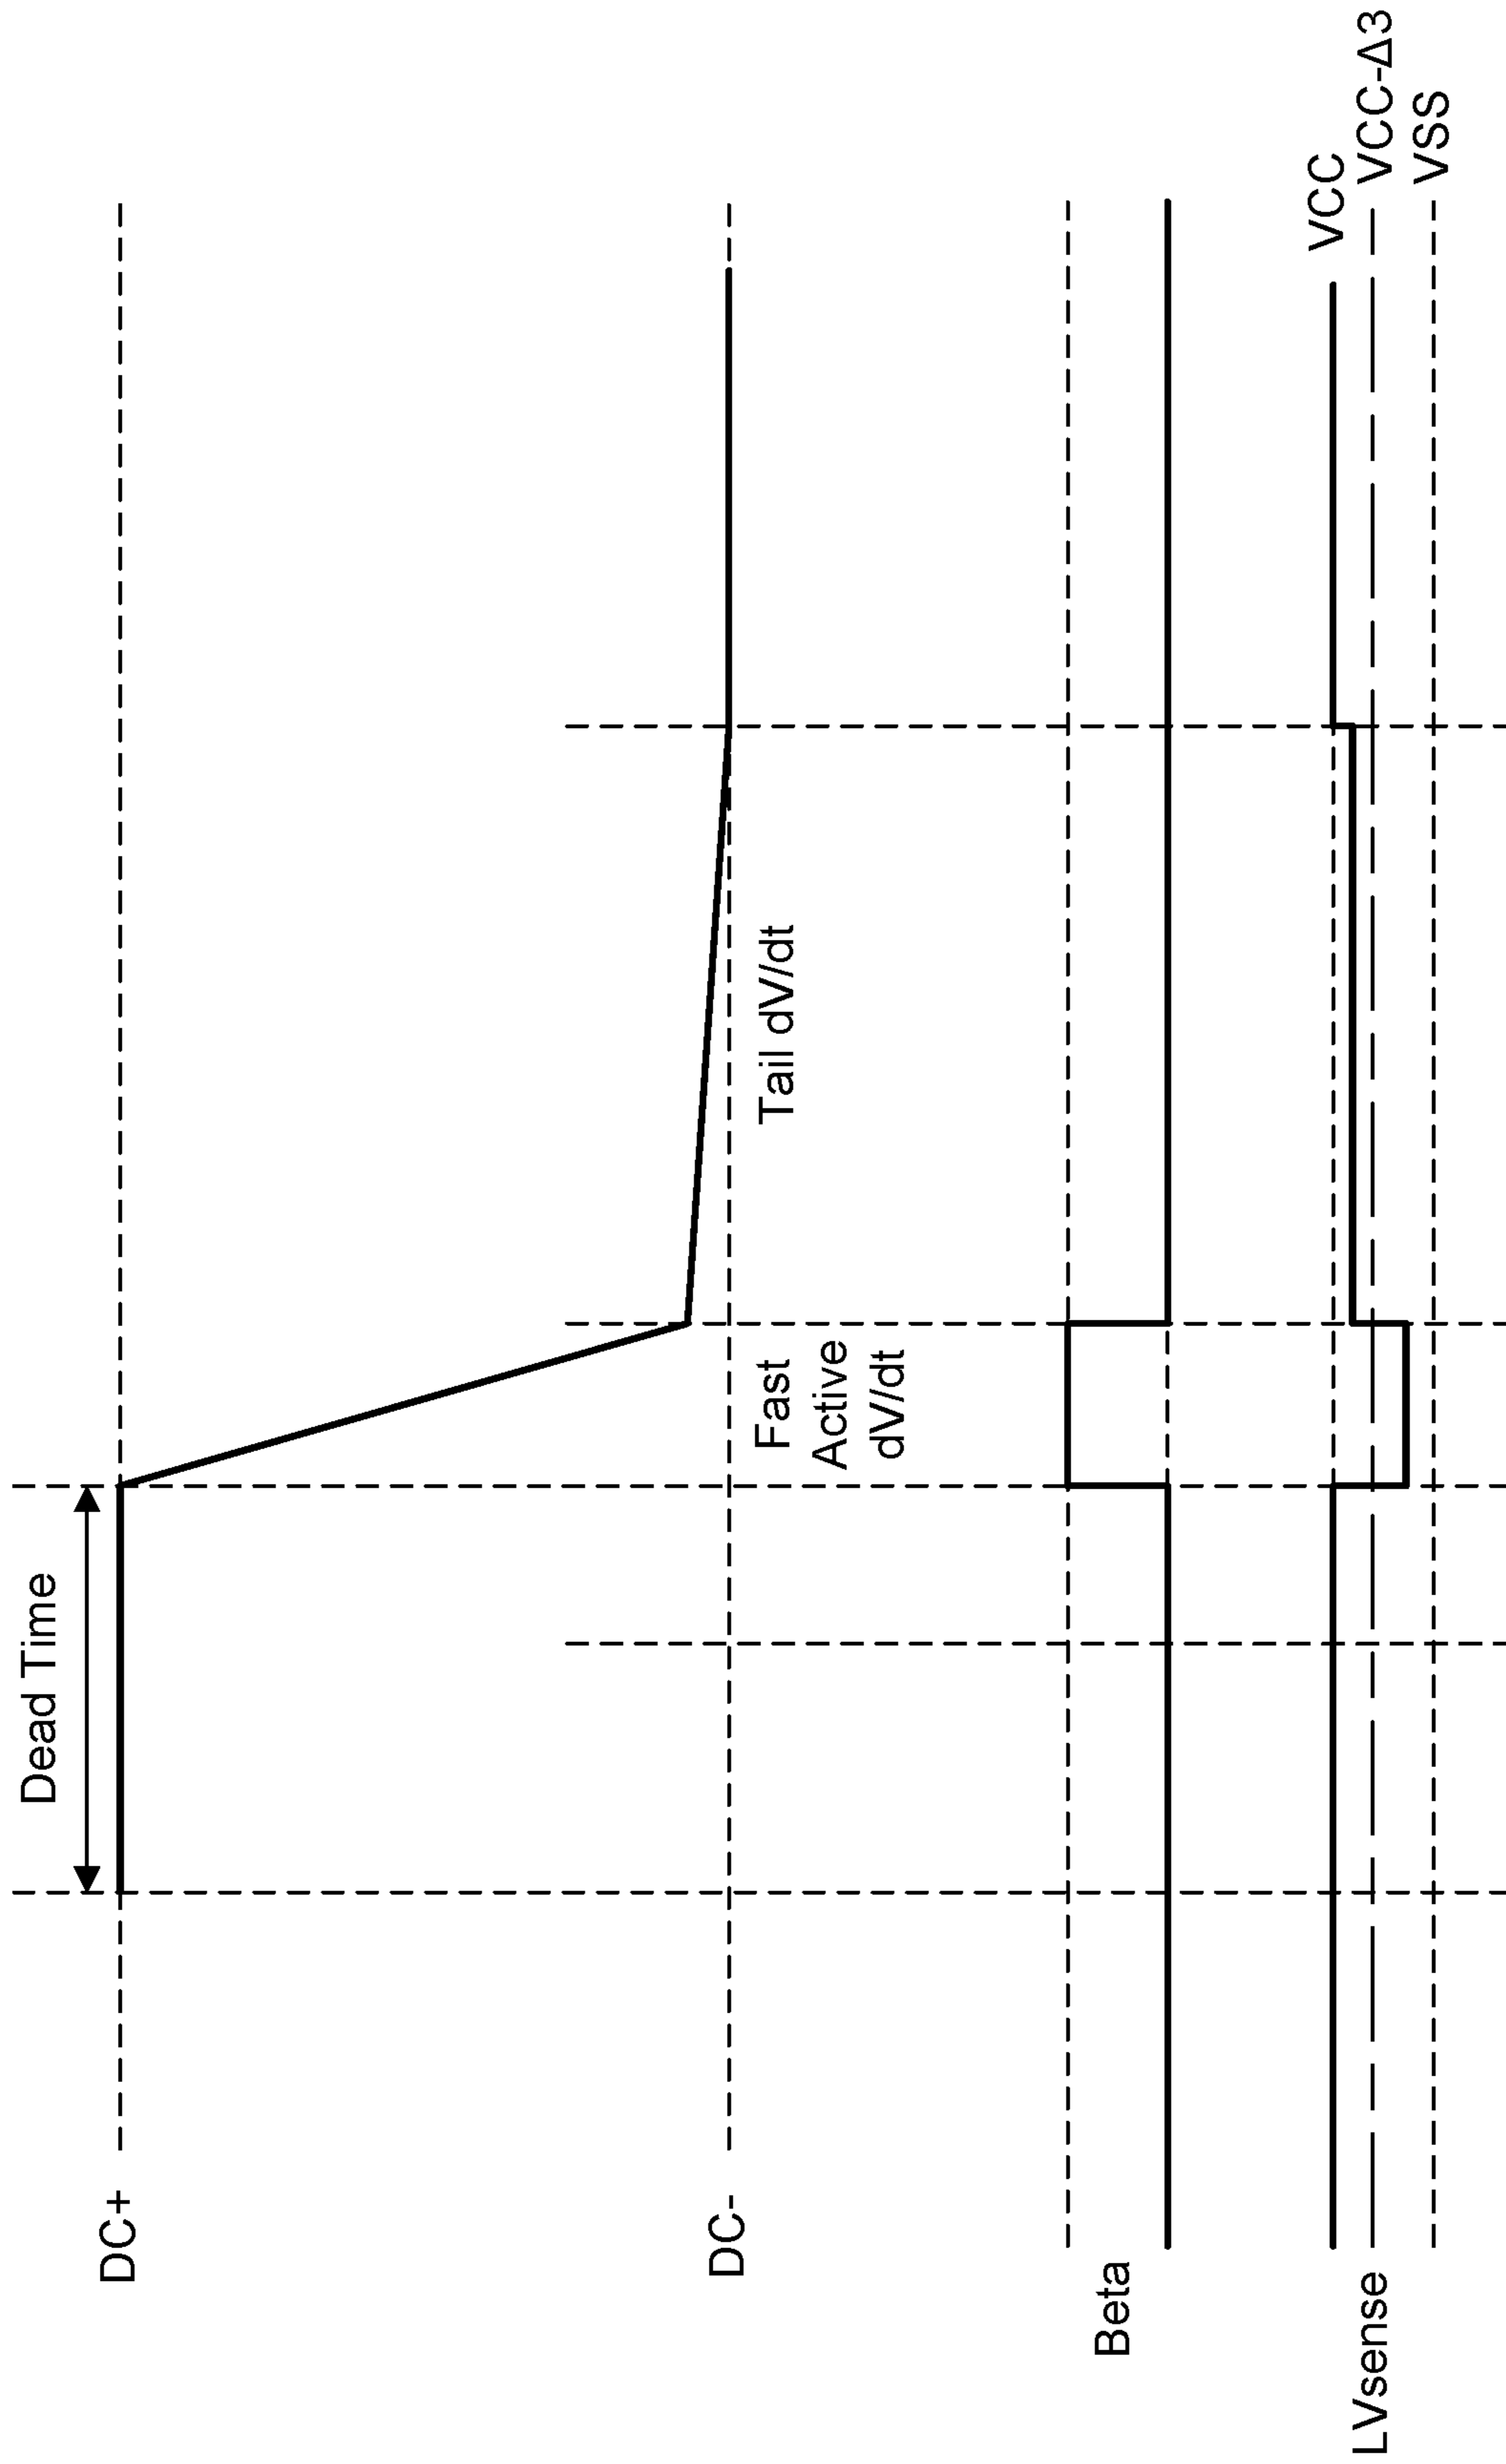 Dead Time
DC+
DC-
Fast
Active
dV/dt
Tail dV/dt
Beta
LVsense
VCC
VCC-Δ3
VSS